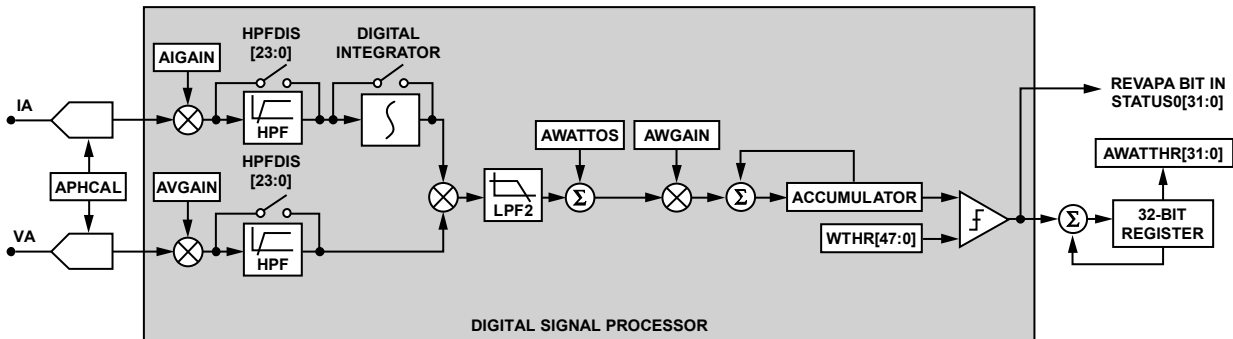 HPFDIS
[23:0]
DIGITAL
INTEGRATOR
AIGAIN
IA
HPF
REVAPA BIT IN
STATUS0[31:0]
APHCAL
HPFDIS
[23:0]
AVGAIN
AWATTOS
AWGAIN
LPF2
Σ
Σ
ACCUMULATOR
AWATTHR[31:0]
VA
HPF
WTHR[47:0]
Σ
32-BIT
REGISTER
DIGITAL SIGNAL PROCESSOR